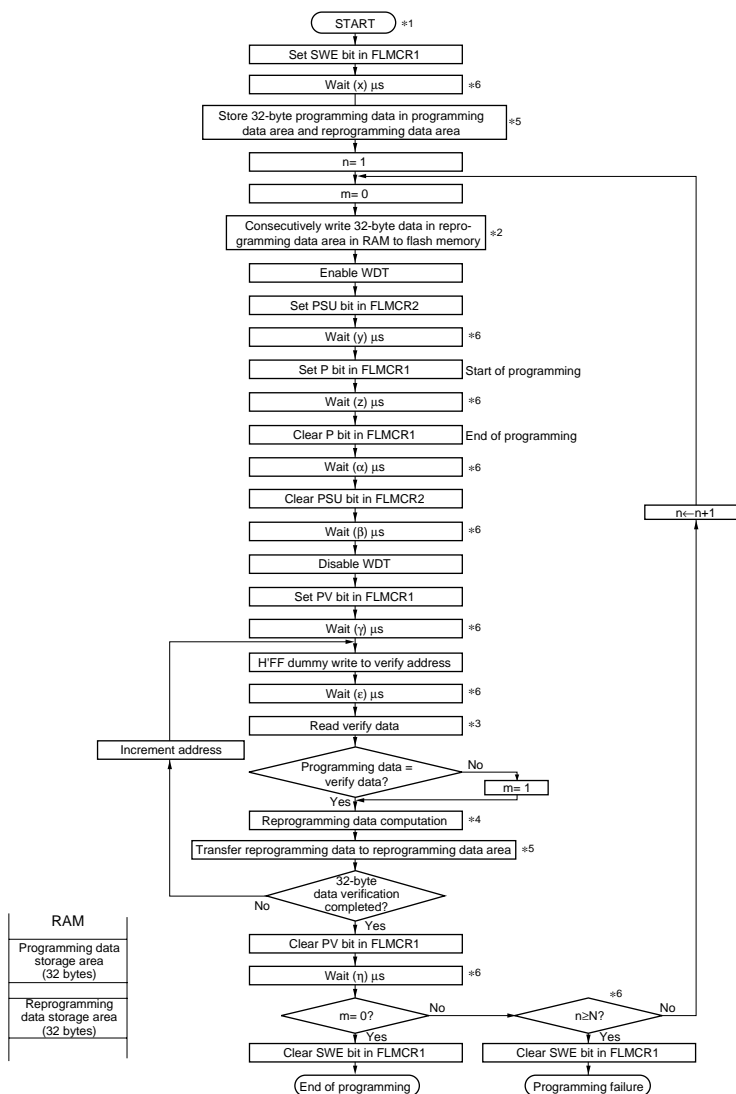 START *1
Set SWE bit in FLMCR1
Wait (x) μs *6
Store 32-byte programming data in programming
data area and reprogramming data area *5
n= 1
m= 0
Consecutively write 32-byte data in repro-
gramming data area in RAM to flash memory *2
Enable WDT
Set PSU bit in FLMCR2
Wait (y) μs *6
Set P bit in FLMCR1 Start of programming
Wait (z) μs *6
Clear P bit in FLMCR1 End of programming
Wait (α) μs *6
Clear PSU bit in FLMCR2
n←n+1
Wait (β) μs *6
Disable WDT
Set PV bit in FLMCR1
Wait (γ) μs *6
H'FF dummy write to verify address
Wait (ε) μs *6
Read verify data *3
Increment address
Programming data =
verify data?
No
m= 1
Yes
Reprogramming data computation *4
Transfer reprogramming data to reprogramming data area *5
32-byte
data verification
completed?
No
Yes
Clear PV bit in FLMCR1
Wait (η) μs *6
m= 0?
No
*6
n≥N?
No
Yes
Yes
Clear SWE bit in FLMCR1
Clear SWE bit in FLMCR1
End of programming
Programming failure
RAM
Programming data
storage area
(32 bytes)
Reprogramming
data storage area
(32 bytes)